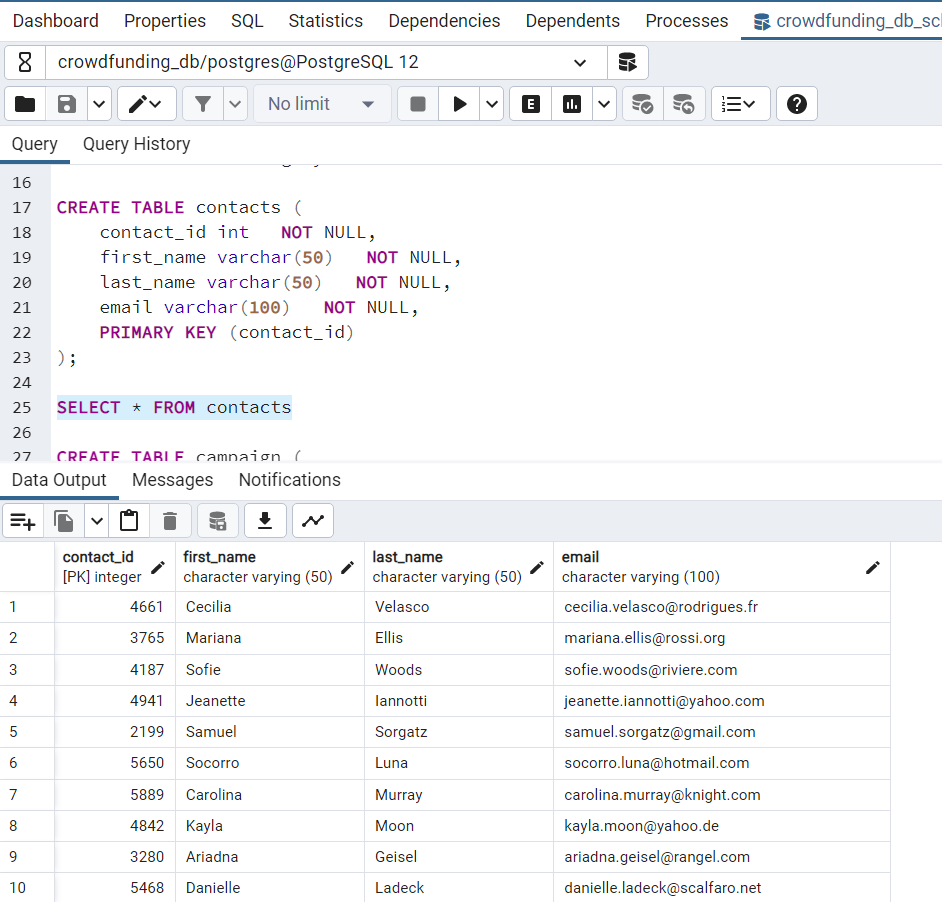 Dashboard Properties SQL Statistics Dependencies Dependents Processes crowdfunding_db_scl
crowdfunding_db/postgres@PostgreSQL 12
No limit
E
Query Query History
16
17 CREATE TABLE contacts (
18 contact_id int NOT NULL,
19 first_name varchar(50) NOT NULL,
20 last_name varchar(50) NOT NULL,
21 email varchar(100) NOT NULL,
22 PRIMARY KEY (contact_id)
23 );
24
25 SELECT * FROM contacts
26
27 CREATE TABLE campaign (
Data Output Messages Notifications
contact_id first_name last_name email
[PK] integer character varying (50) character varying (50) character varying (100)
1 4661 Cecilia Velasco cecilia.velasco@rodrigues.fr
2 3765 Mariana Ellis mariana.ellis@rossi.org
3 4187 Sofie Woods sofie.woods@riviere.com
4 4941 Jeanette Iannotti jeanette.iannotti@yahoo.com
5 2199 Samuel Sorgatz samuel.sorgatz@gmail.com
6 5650 Socorro Luna socorro.luna@hotmail.com
7 5889 Carolina Murray carolina.murray@knight.com
8 4842 Kayla Moon kayla.moon@yahoo.de
9 3280 Ariadna Geisel ariadna.geisel@rangel.com
10 5468 Danielle Ladeck danielle.ladeck@scalfaro.net